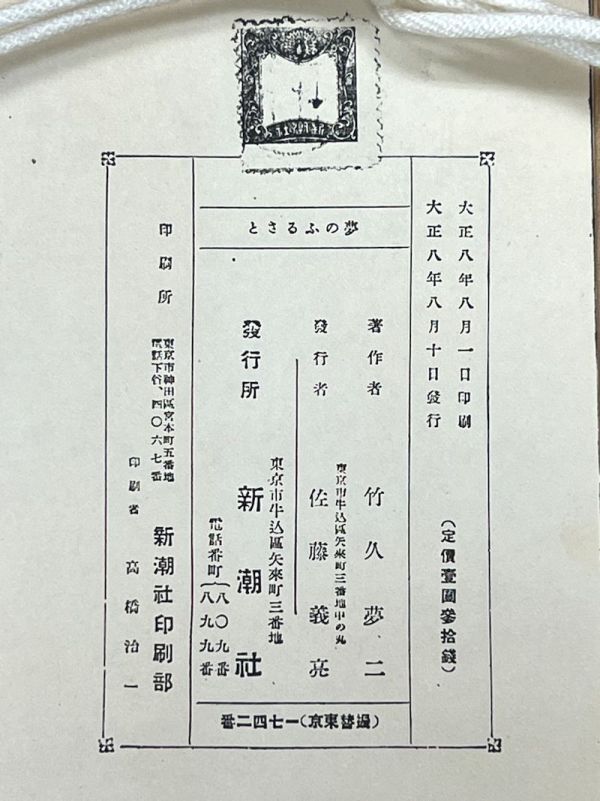 大正八年八月一日印刷
大正八年八月十日發行
(定價壹圓參拾錢)
夢のふるさと
著作者 竹久夢二
東京市牛込區矢來町三番地中の丸
發行者 佐藤義亮
東京市牛込區矢來町三番地
發行所 新潮社
電話番町{八〇九番
八九九番
(振替東京)一七四二番
東京市神田區宮本町五番地
電話下谷、四〇六七番
印刷所 新潮社印刷部
印刷者 高橋治一